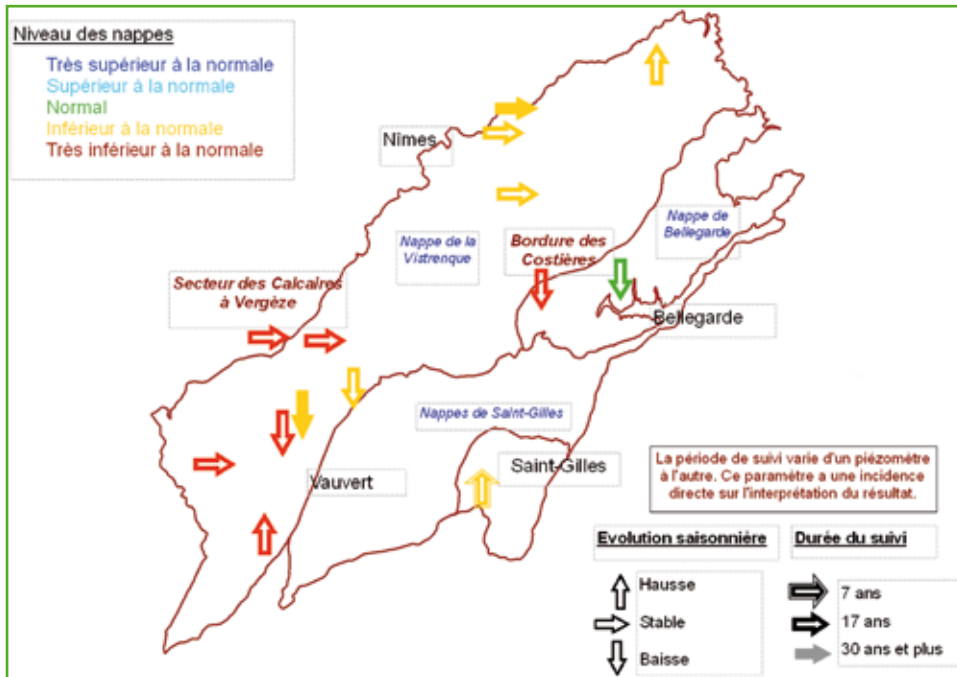 Niveau des nappes
Très supérieur à la normale
Supérieur à la normale
Normal
Inférieur à la normale
Très inférieur à la normale
Nîmes
Nappe de la
Vistrenque
Bordure des
Costières
Nappe de
Bellegarde
Secteur des Calcaires
à Vergèze
Bellegarde
Nappes de Saint-Gilles
Saint-Gilles
Vauvert
La période de suivi varie d'un piézomètre
à l'autre. Ce paramètre a une incidence
directe sur l'interprétation du résultat.
Evolution saisonnière
Hausse
Stable
Baisse
Durée du suivi
7 ans
17 ans
30 ans et plus